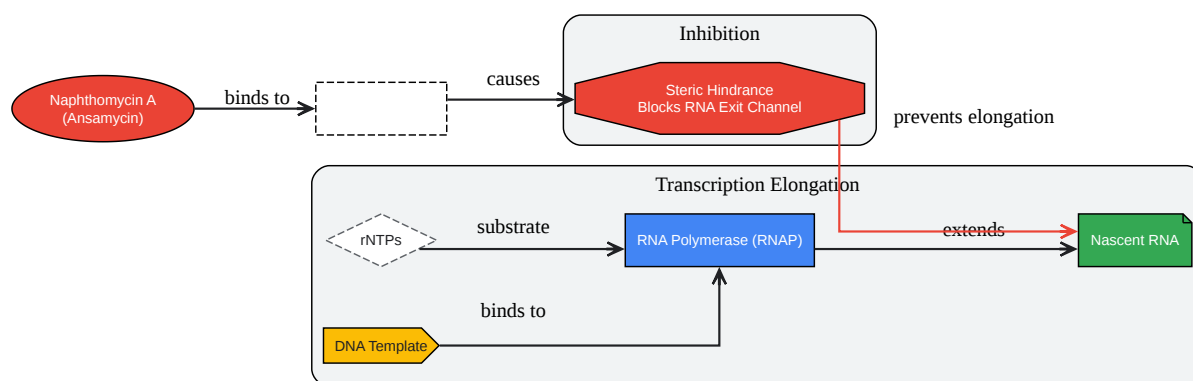 Inhibition
causes
Steric Hindrance
Blocks RNA Exit Channel
Naphthomycin A
(Ansamycin)
binds to
prevents elongation
Transcription Elongation
rNTPs
substrate
RNA Polymerase (RNAP)
extends
Nascent RNA
binds to
DNA Template